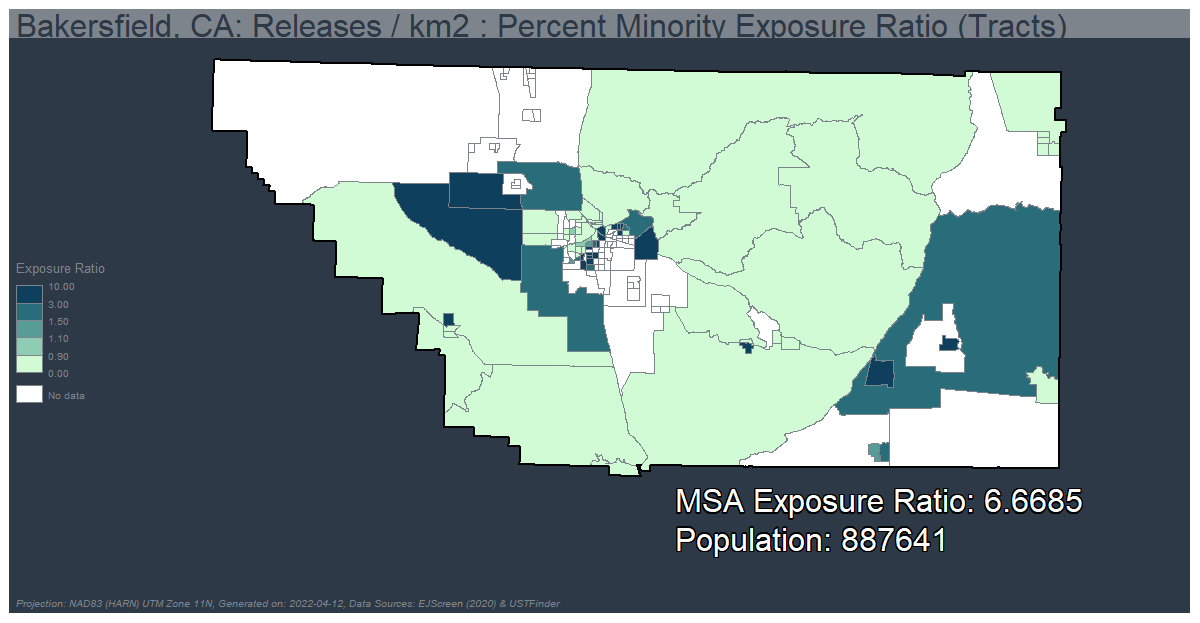 Bakersfield, CA: Releases / km2 : Percent Minority Exposure Ratio (Tracts)
Exposure Ratio
10.00
3.00
1.50
1.10
0.90
0.00
No data
MSA Exposure Ratio: 6.6685
Population: 887641
Projection: NAD83 (HARN) UTM Zone 11N, Generated on: 2022-04-12, Data Sources: EJScreen (2020) & USTFinder